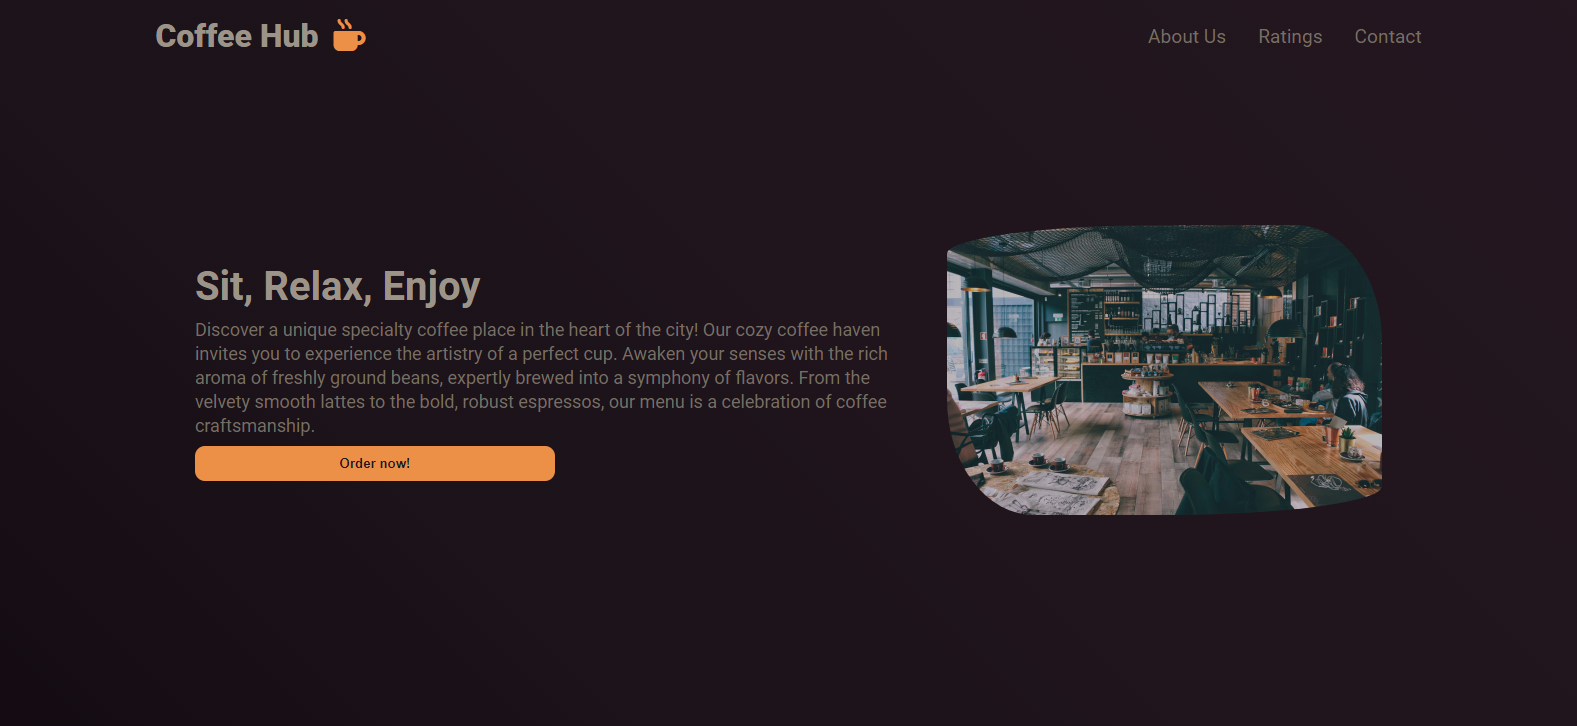 Coffee Hub
About Us Ratings Contact
Sit, Relax, Enjoy
Discover a unique specialty coffee place in the heart of the city! Our cozy coffee haven
invites you to experience the artistry of a perfect cup. Awaken your senses with the rich
aroma of freshly ground beans, expertly brewed into a symphony of flavors. From the
velvety smooth lattes to the bold, robust espressos, our menu is a celebration of coffee
craftsmanship.
Order now!